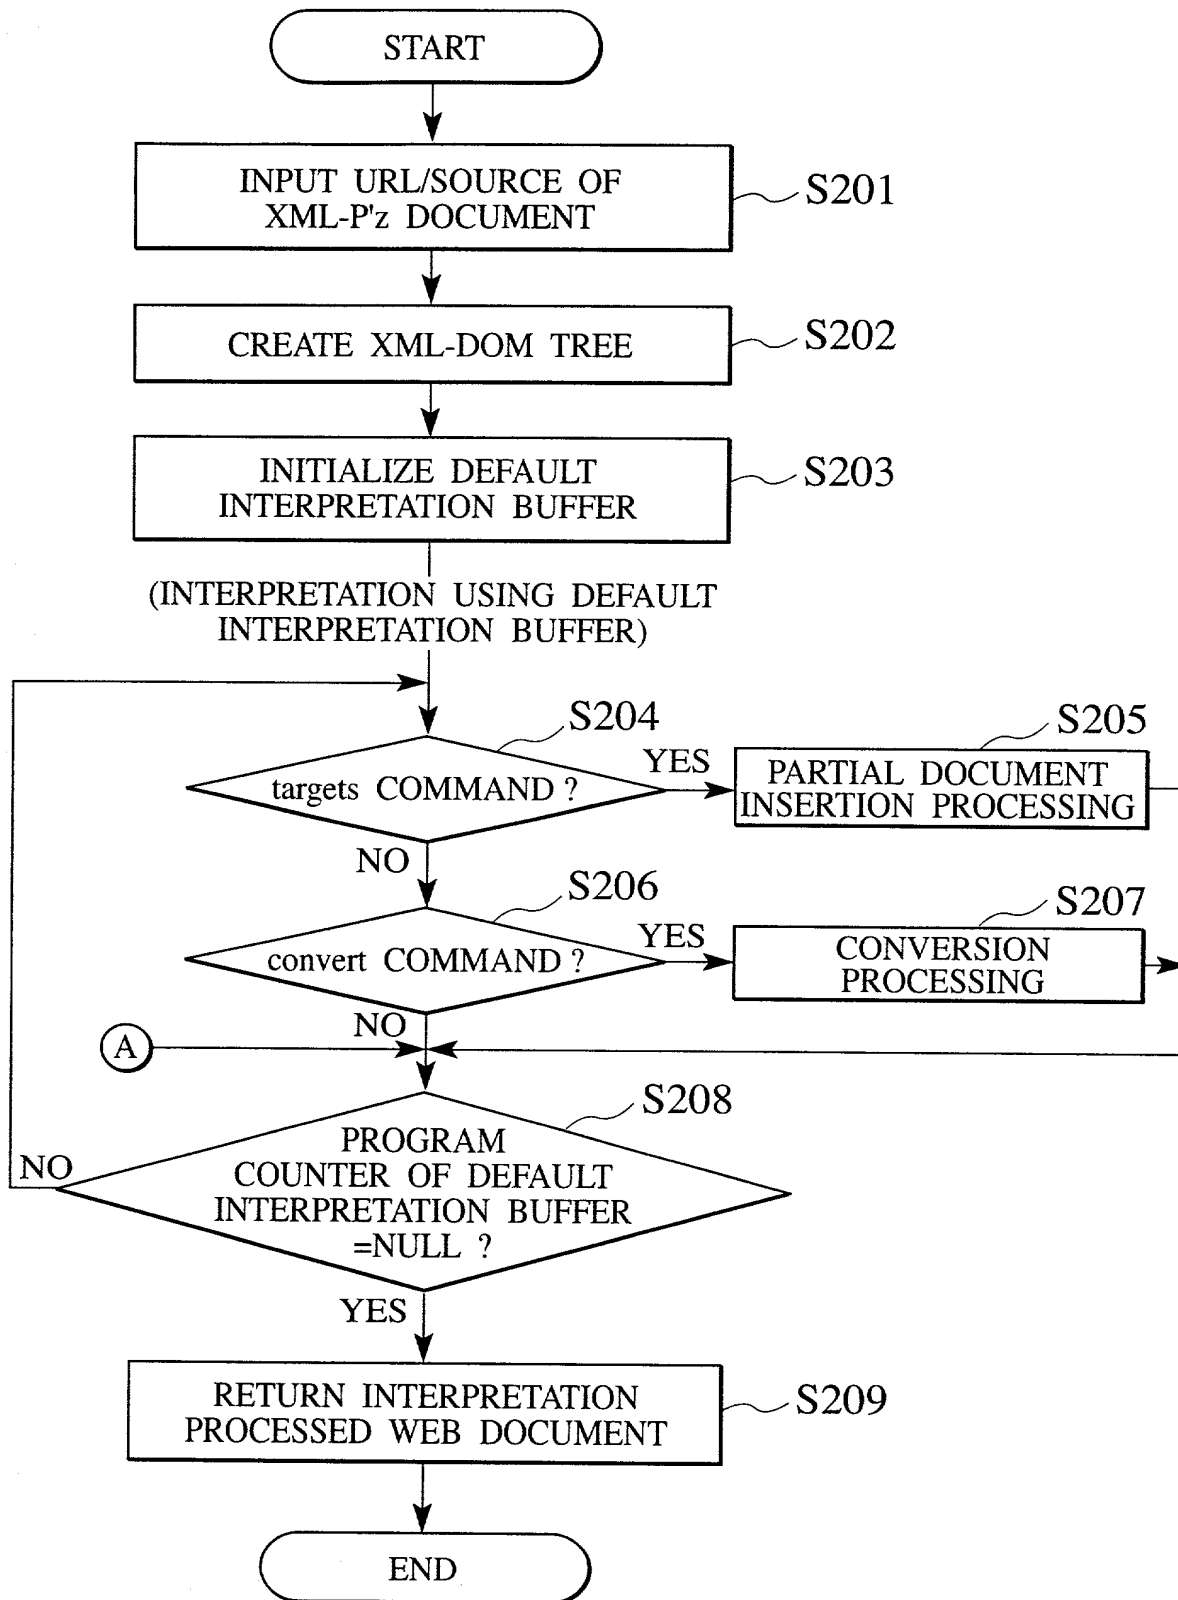 START
INPUT URL/SOURCE OF
XML-P'z DOCUMENT
S201
CREATE XML-DOM TREE
S202
INITIALIZE DEFAULT
INTERPRETATION BUFFER
S203
(INTERPRETATION USING DEFAULT
INTERPRETATION BUFFER)
S204
targets COMMAND ?
YES
S205
PARTIAL DOCUMENT
INSERTION PROCESSING
NO
S206
convert COMMAND ?
YES
S207
CONVERSION
PROCESSING
NO
A
S208
PROGRAM
COUNTER OF DEFAULT
INTERPRETATION BUFFER
=NULL ?
NO
YES
RETURN INTERPRETATION
PROCESSED WEB DOCUMENT
S209
END